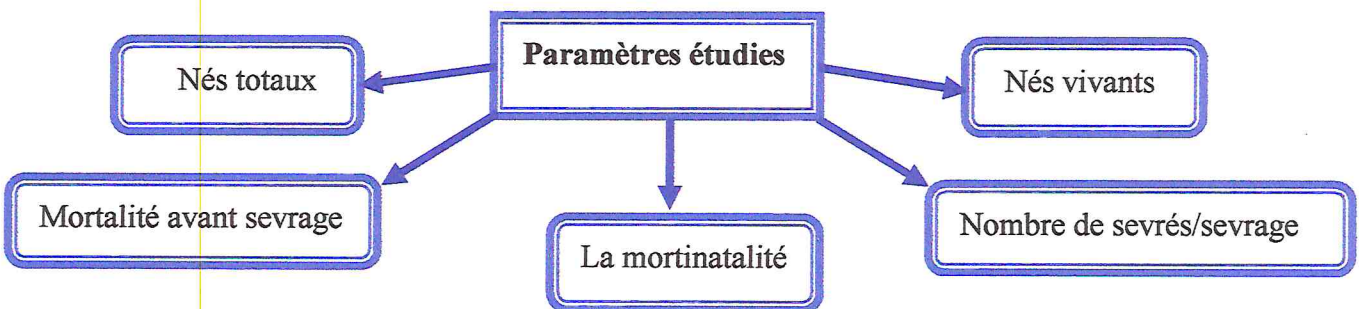 Paramètres étudies
Nés totaux
Nés vivants
Mortalité avant sevrage
La mortinatalité
Nombre de sevrés/sevrage